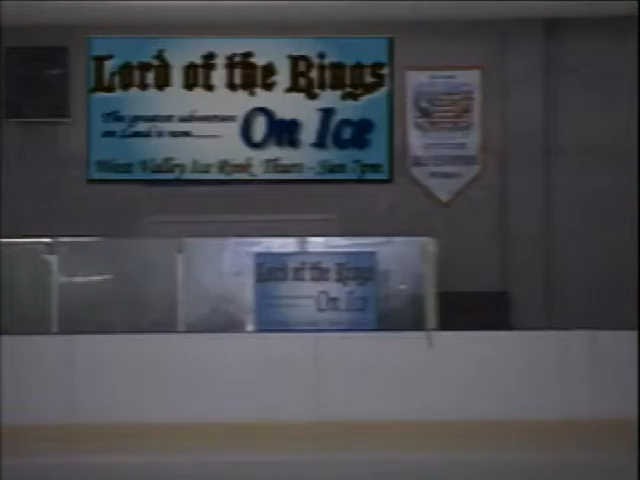 Lord of the Rings
The greatest adventure
on Land is now......
On Ice
West Valley Ice Rink, Thurs - Sun 7pm
Lord of the Rings
On Ice